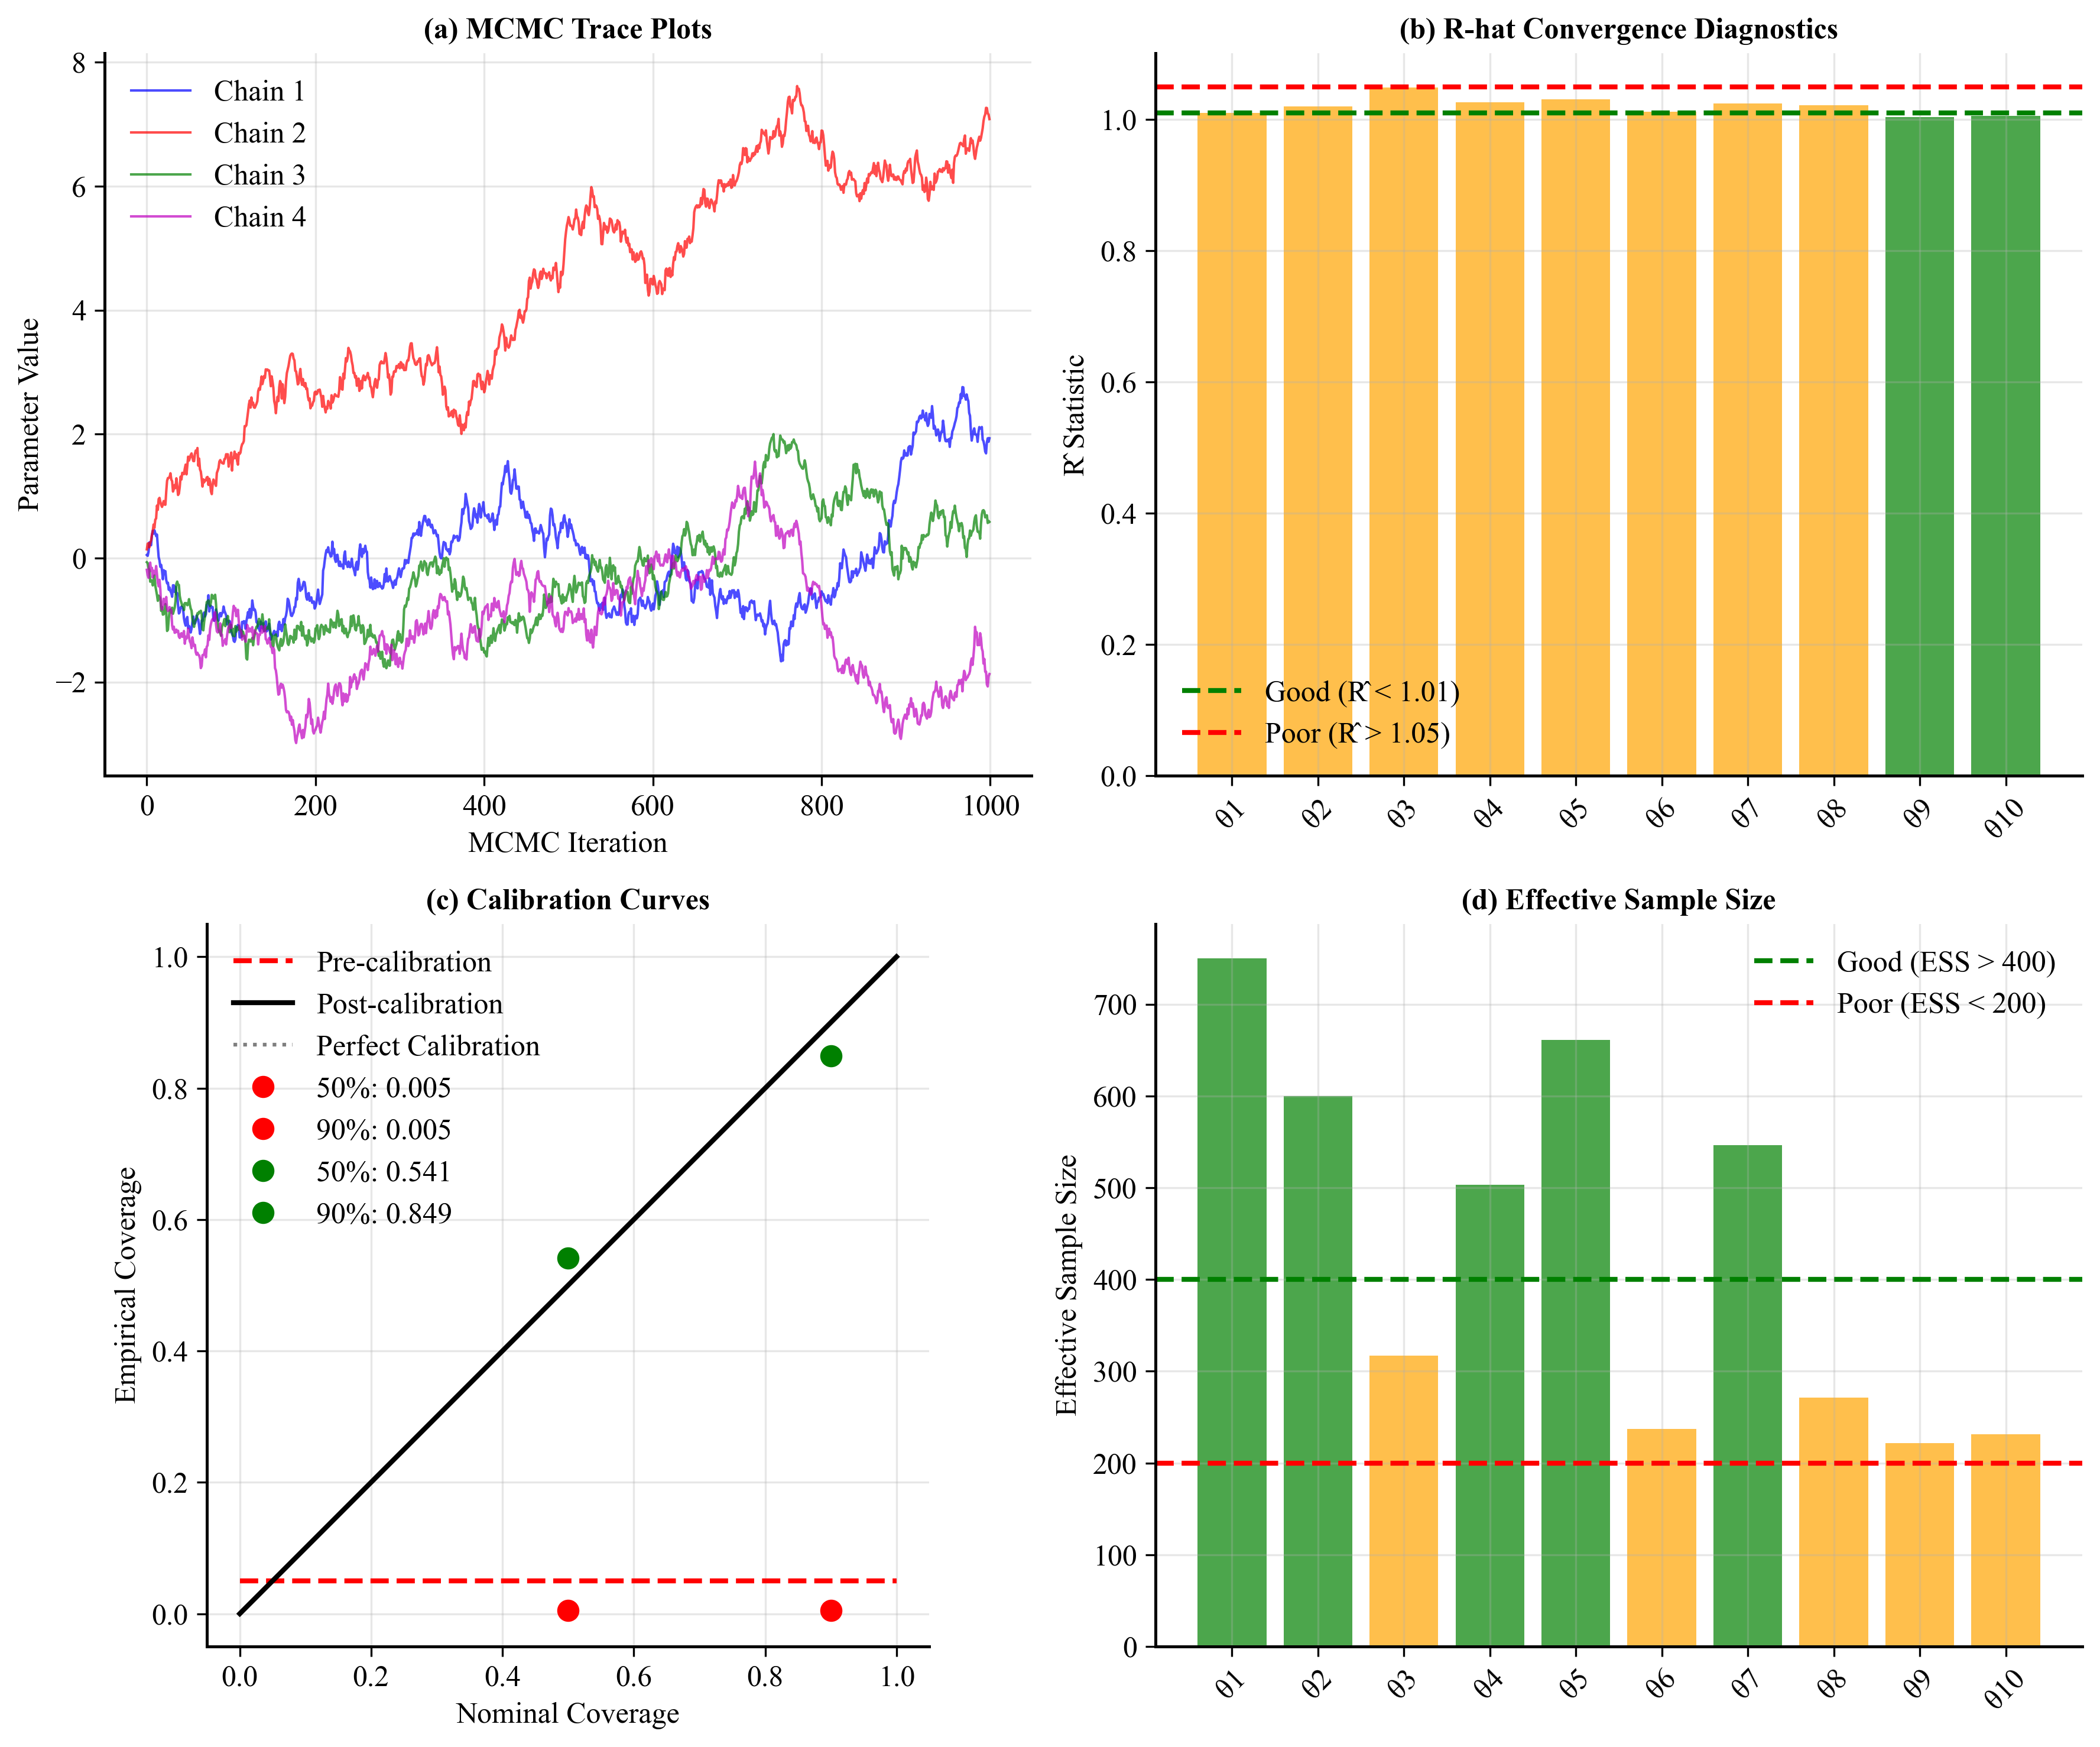 (a) MCMC Trace Plots
8
6
4
2
0
−2
Parameter Value
Chain 1
Chain 2
Chain 3
Chain 4
0 200 400 600 800 1000
MCMC Iteration
(b) R-hat Convergence Diagnostics
1.0
0.8
0.6
0.4
0.2
0.0
R̂ Statistic
Good (R̂ < 1.01)
Poor (R̂ > 1.05)
θ1 θ2 θ3 θ4 θ5 θ6 θ7 θ8 θ9 θ10
(c) Calibration Curves
1.0
0.8
0.6
0.4
0.2
0.0
Empirical Coverage
Pre-calibration
Post-calibration
Perfect Calibration
50%: 0.005
90%: 0.005
50%: 0.541
90%: 0.849
0.0 0.2 0.4 0.6 0.8 1.0
Nominal Coverage
(d) Effective Sample Size
700
600
500
400
300
200
100
0
Effective Sample Size
Good (ESS > 400)
Poor (ESS < 200)
θ1 θ2 θ3 θ4 θ5 θ6 θ7 θ8 θ9 θ10